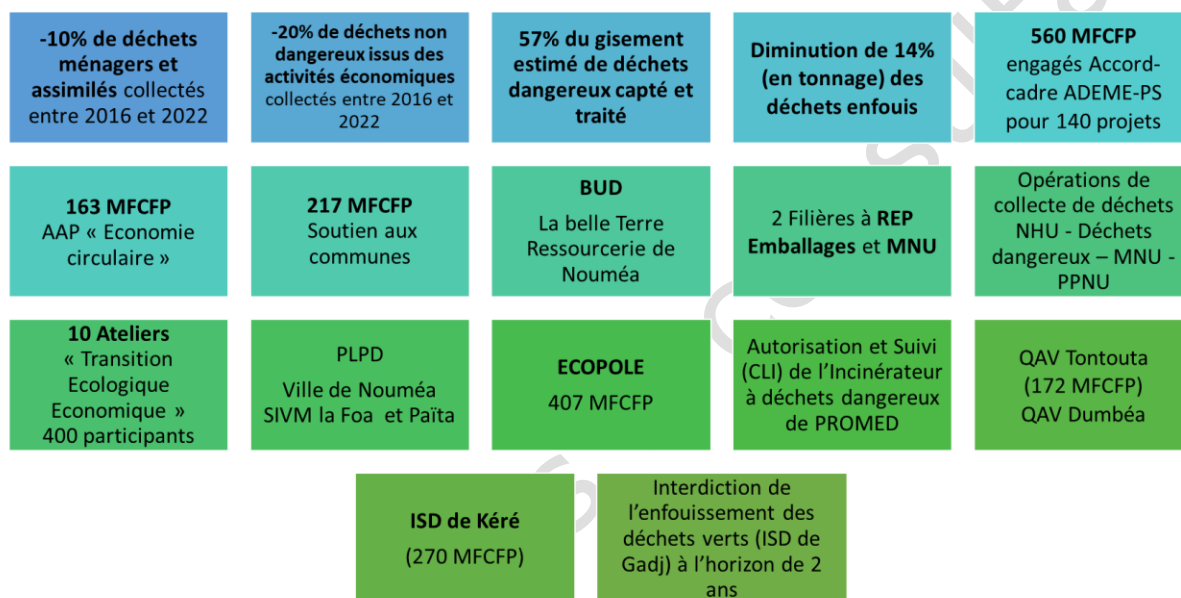 -10% de déchets
ménagers et
assimilés collectés
entre 2016 et 2022
-20% de déchets non
dangereux issus des
activités économiques
collectés entre 2016 et
2022
57% du gisement
estimé de déchets
dangereux capté et
traité
Diminution de 14%
(en tonnage) des
déchets enfouis
560 MFCFP
engagés Accord-
cadre ADEME-PS
pour 140 projets
163 MFCFP
AAP « Economie
circulaire »
217 MFCFP
Soutien aux
communes
BUD
La belle Terre
Ressourcerie de
Nouméa
2 Filières à REP
Emballages et MNU
Opérations de
collecte de déchets
NHU - Déchets
dangereux – MNU -
PPNU
10 Ateliers
« Transition
Ecologique
Economique »
400 participants
PLPD
Ville de Nouméa
SIVM la Foa et Païta
ECOPOLE
407 MFCFP
Autorisation et Suivi
(CLI) de l’Incinérateur
à déchets dangereux
de PROMED
QAV Tontouta
(172 MFCFP)
QAV Dumbéa
ISD de Kéré
(270 MFCFP)
Interdiction de
l’enfouissement des
déchets verts (ISD de
Gadj) à l’horizon de 2
ans